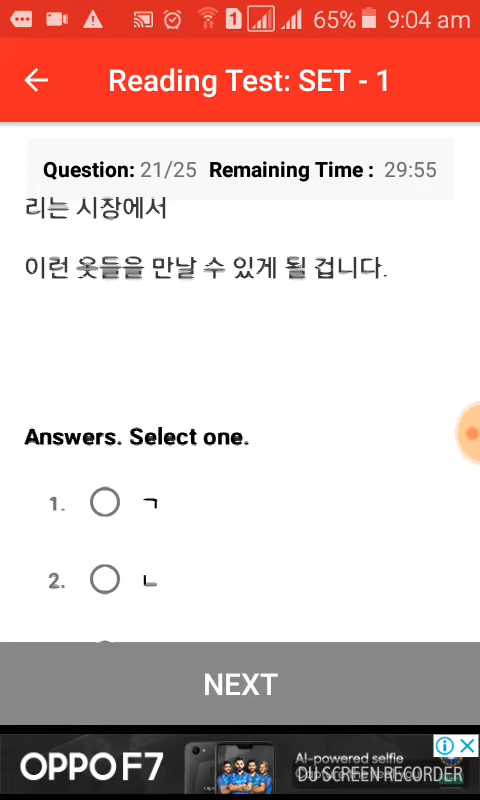 1 65% 9:04 am
Reading Test: SET - 1
Question: 21/25 Remaining Time : 29:55
리는 시장에서
이런 옷들을 만날 수 있게 될 겁니다.
Answers. Select one.
1. ㄱ
2. ㄴ
NEXT
OPPO F7
AI-powered selfie
DU SCREEN RECORDER